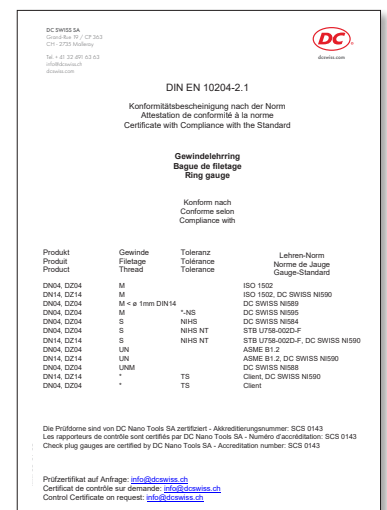 DC SWISS SA
Grand-Rue 19 / CP 363
CH - 2735 Malleray
Tel. + 41 32 491 63 63
info@dcswiss.ch
dcswiss.com
DC
dcswiss.com
DIN EN 10204-2.1
Konformitätsbescheinigung nach der Norm
Attestation de conformité à la norme
Certificate with Compliance with the Standard
Gewindelehrring
Bague de filetage
Ring gauge
Konform nach
Conforme selon
Compliance with
Produkt Gewinde Toleranz Lehren-Norm
Produit Filetage Tolérance Norme de Jauge
Product Thread Tolerance Gauge-Standard
DN04, DZ04 M ISO 1502
DN14, DZ14 M ISO 1502, DC SWISS NI590
DN04, DZ04 M < ø 1mm DIN14 DC SWISS NI589
DN04, DZ04 M *-NS DC SWISS NI595
DN04, DZ04 S NIHS DC SWISS NI584
DN04, DZ04 S NIHS NT STB U758-002D-F
DN14, DZ14 S NIHS NT STB U758-002D-F, DC SWISS NI590
DN04, DZ04 UN ASME B1.2
DN14, DZ14 UN ASME B1.2, DC SWISS NI590
DN04, DZ04 UNM DC SWISS NI588
DN14, DZ14 * TS Client, DC SWISS NI590
DN04, DZ04 * TS Client
Die Prüfdorne sind von DC Nano Tools SA zertifiziert - Akkreditierungsnummer: SCS 0143
Les rapporteurs de contrôle sont certifiés par DC Nano Tools SA - Numéro d'accréditation: SCS 0143
Check plug gauges are certified by DC Nano Tools SA - Accreditation number: SCS 0143
Prüfzertifikat auf Anfrage: info@dcswiss.ch
Certificat de contrôle sur demande: info@dcswiss.ch
Control Certificate on request: info@dcswiss.ch